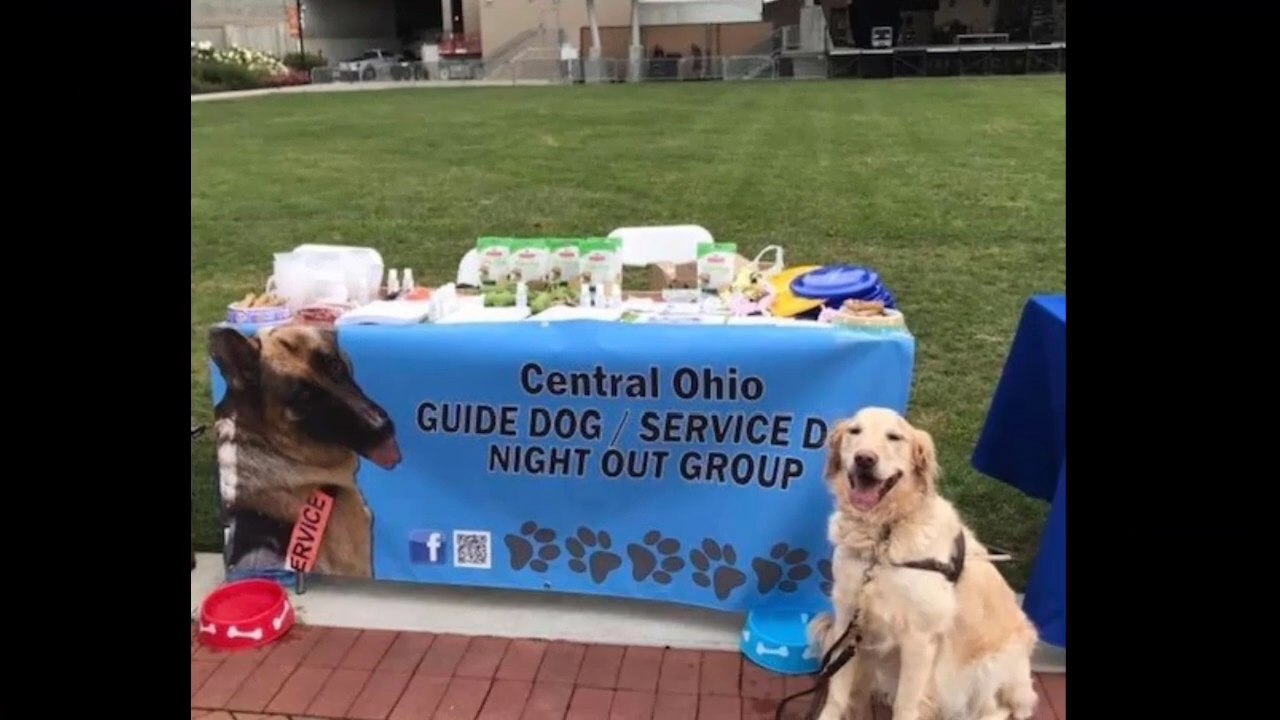 Central Ohio
GUIDE DOG / SERVICE D
NIGHT OUT GROUP
ERVICE
f